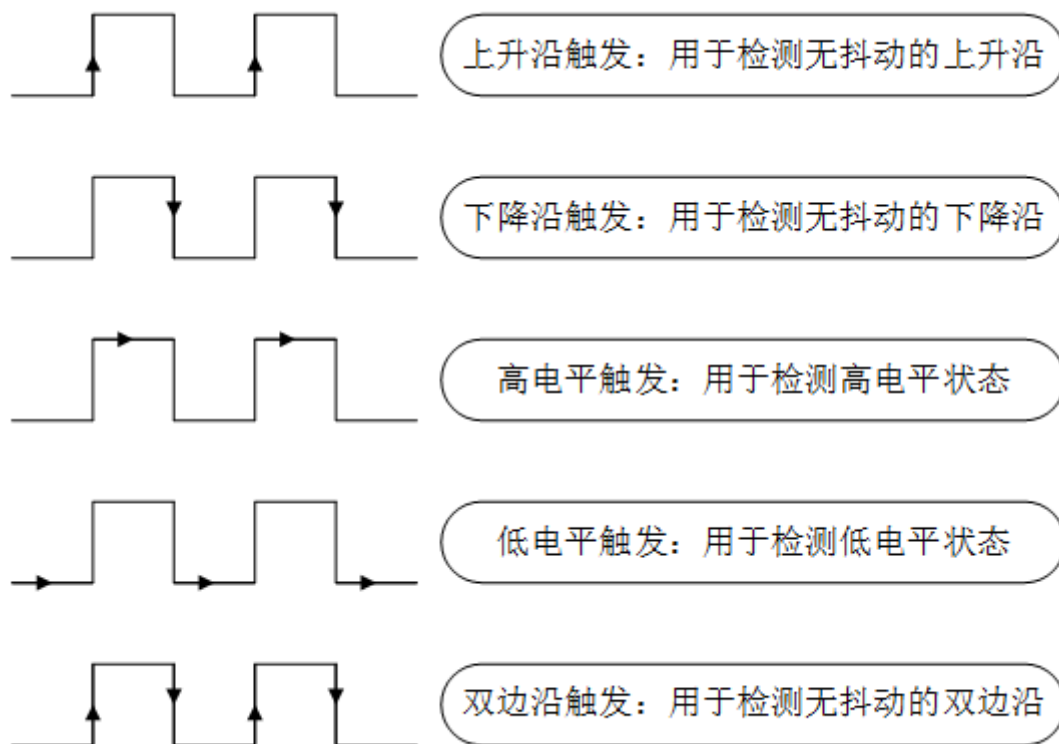 上升沿触发：用于检测无抖动的上升沿
下降沿触发：用于检测无抖动的下降沿
高电平触发：用于检测高电平状态
低电平触发：用于检测低电平状态
双边沿触发：用于检测无抖动的双边沿